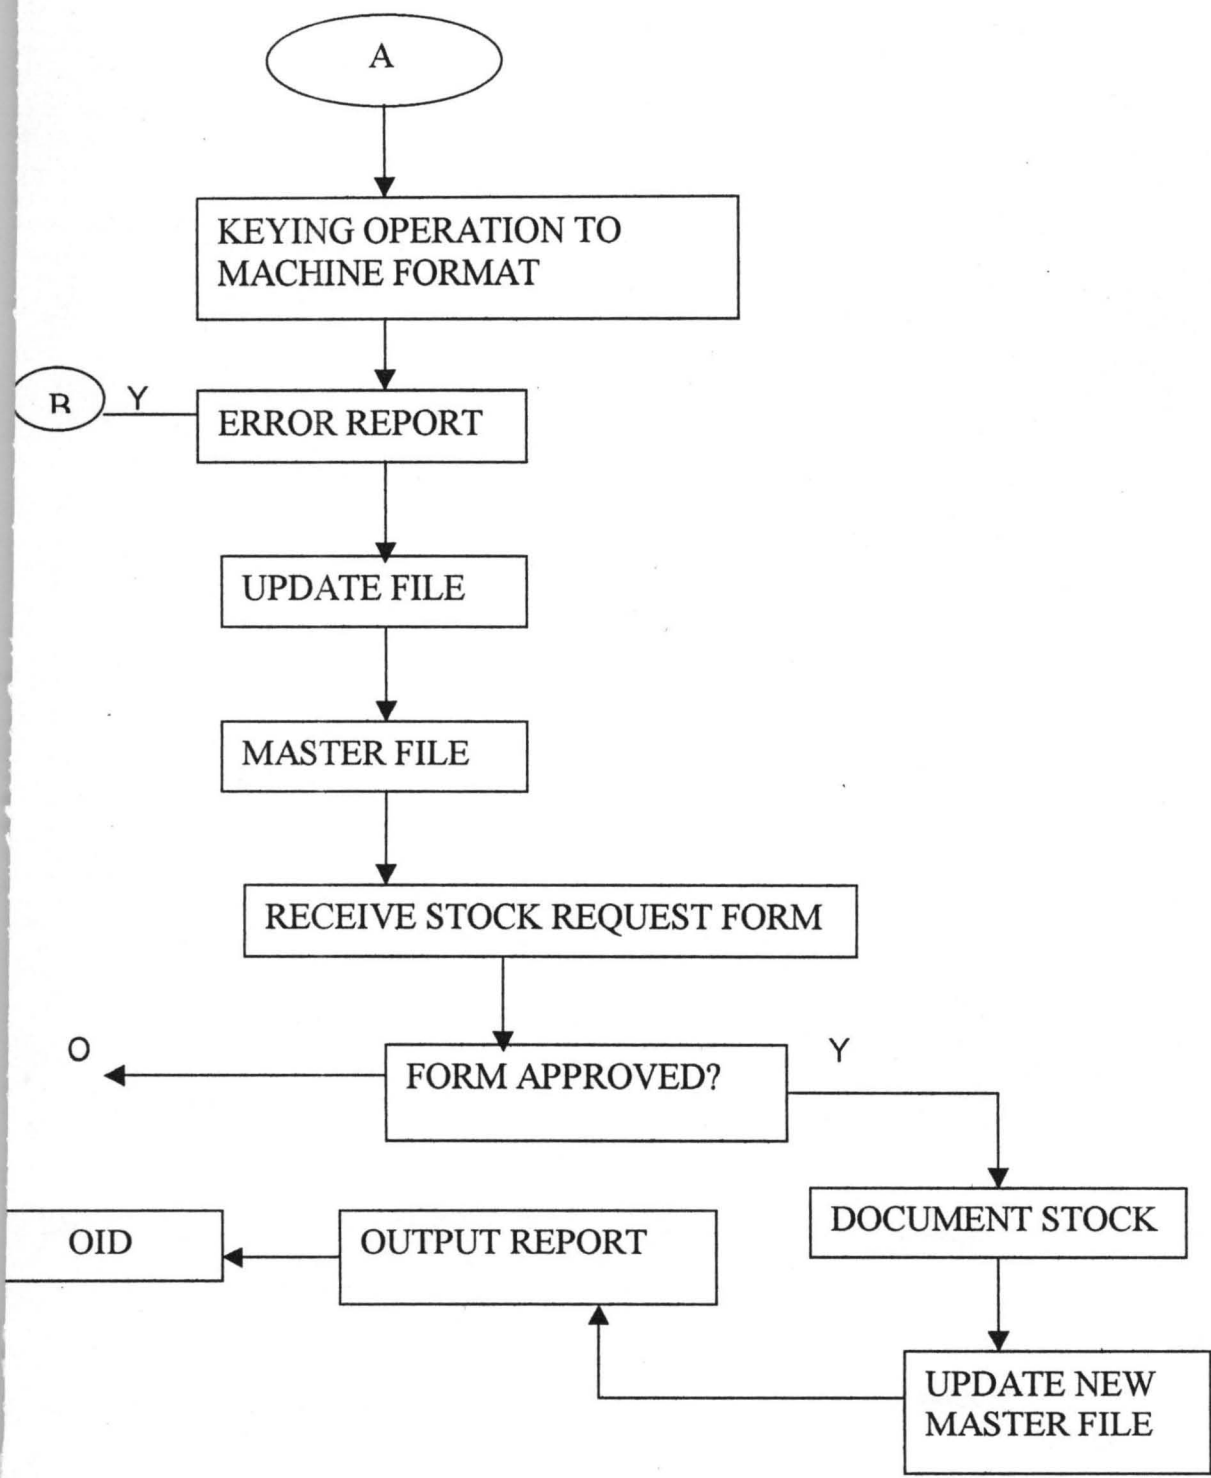 A
KEYING OPERATION TO
MACHINE FORMAT
B Y
ERROR REPORT
UPDATE FILE
MASTER FILE
RECEIVE STOCK REQUEST FORM
O
FORM APPROVED?
Y
DOCUMENT STOCK
OID
OUTPUT REPORT
UPDATE NEW
MASTER FILE